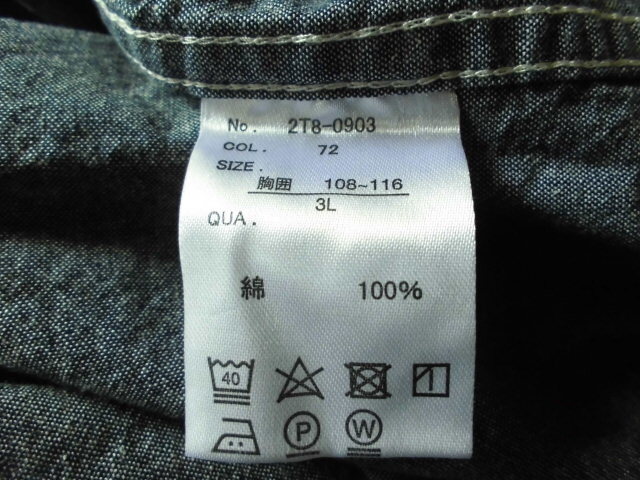 No. 2T8-0903
COL. 72
SIZE.
胸囲 108~116
3L
QUA.
綿 100%
40
P W